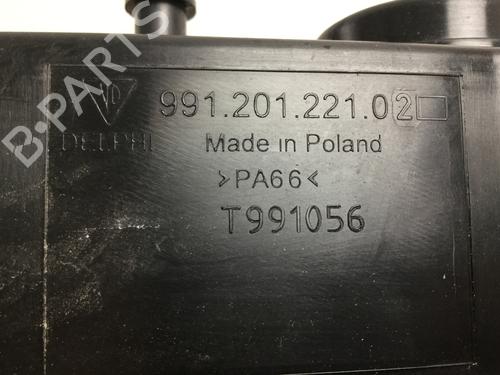 B-PARTS
991.201.221.02
DELPHI Made in Poland
>PA66<
T991056